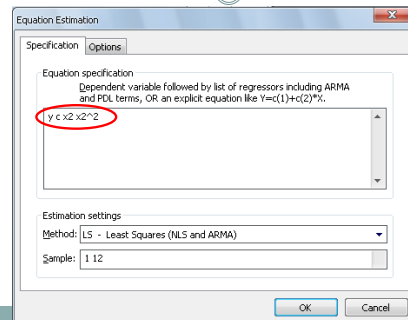 Equation Estimation
Specification Options
Equation specification
Dependent variable followed by list of regressors including ARMA
and PDL terms, OR an explicit equation like Y=c(1)+c(2)*X.
y c x2 x2^2
Estimation settings
Method: LS - Least Squares (NLS and ARMA)
Sample: 1 12
OK Cancel